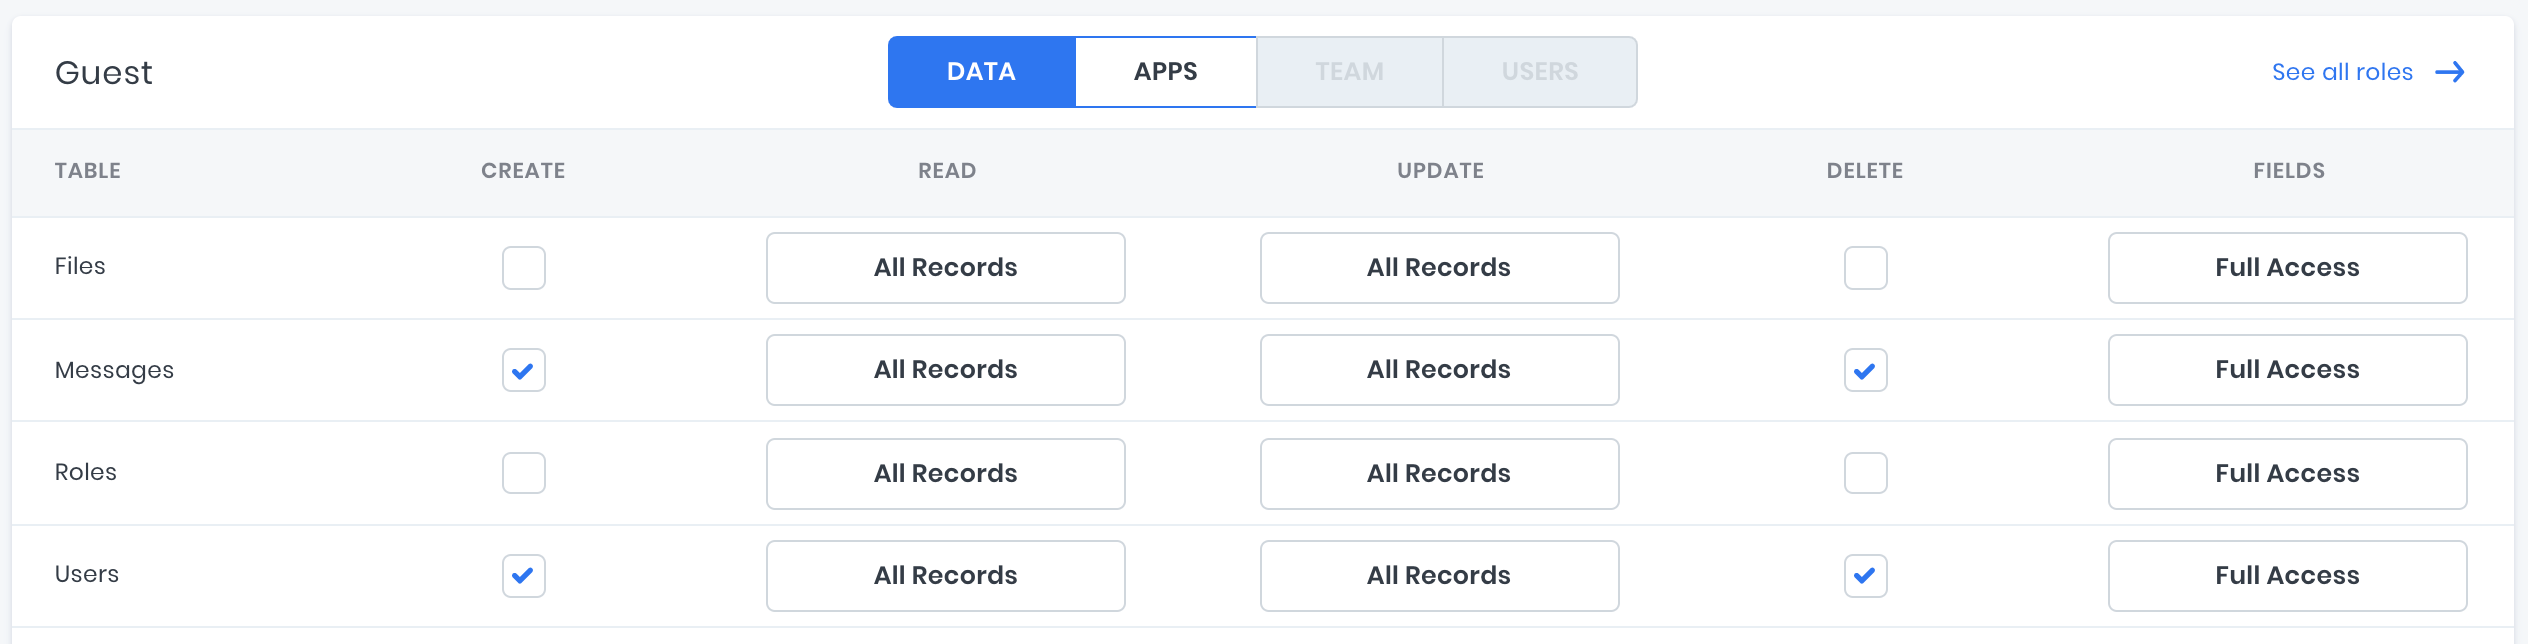 Guest DATA APPS TEAM USERS See all roles
TABLE CREATE READ UPDATE DELETE FIELDS
Files All Records All Records Full Access
Messages All Records All Records Full Access
Roles All Records All Records Full Access
Users All Records All Records Full Access